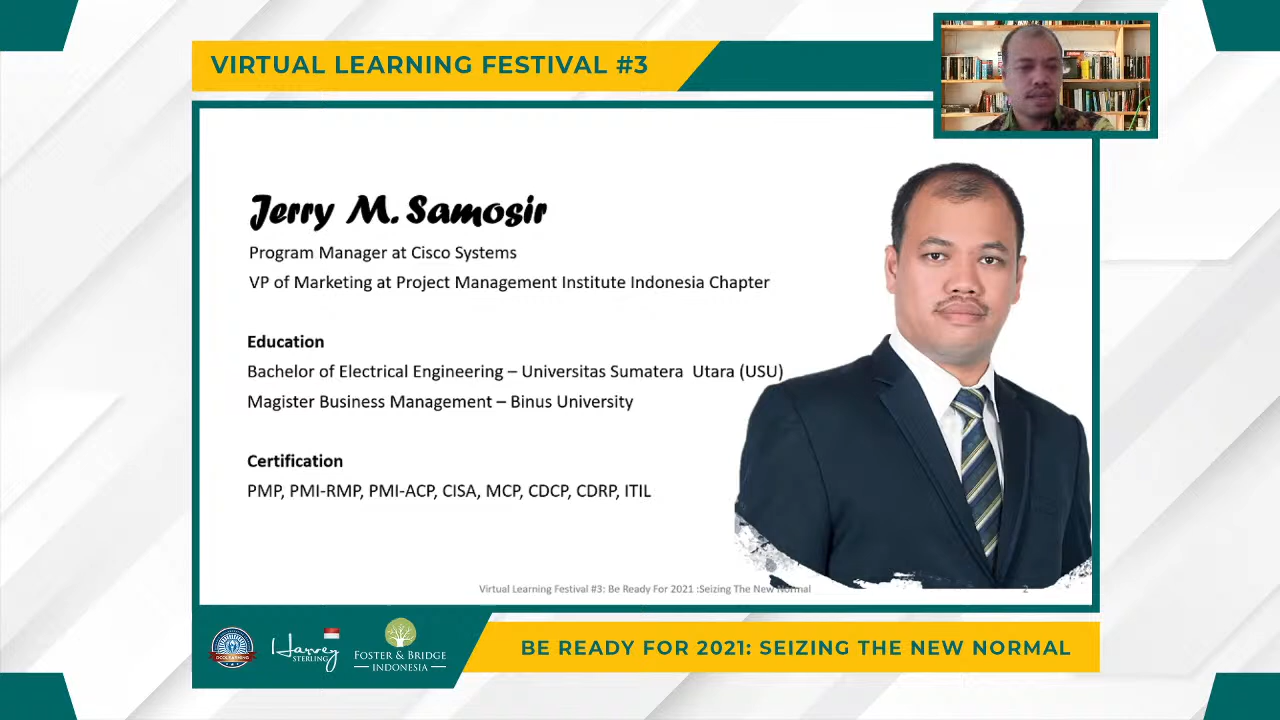 VIRTUAL LEARNING FESTIVAL #3
Jerry M. Samosir
Program Manager at Cisco Systems
VP of Marketing at Project Management Institute Indonesia Chapter
Education
Bachelor of Electrical Engineering – Universitas Sumatera Utara (USU)
Magister Business Management – Binus University
Certification
PMP, PMI-RMP, PMI-ACP, CISA, MCP, CDCP, CDRP, ITIL
Virtual Learning Festival #3: Be Ready For 2021 :Seizing The New Normal
2
Harvey
STERLING
FOSTER & BRIDGE
INDONESIA
BE READY FOR 2021: SEIZING THE NEW NORMAL